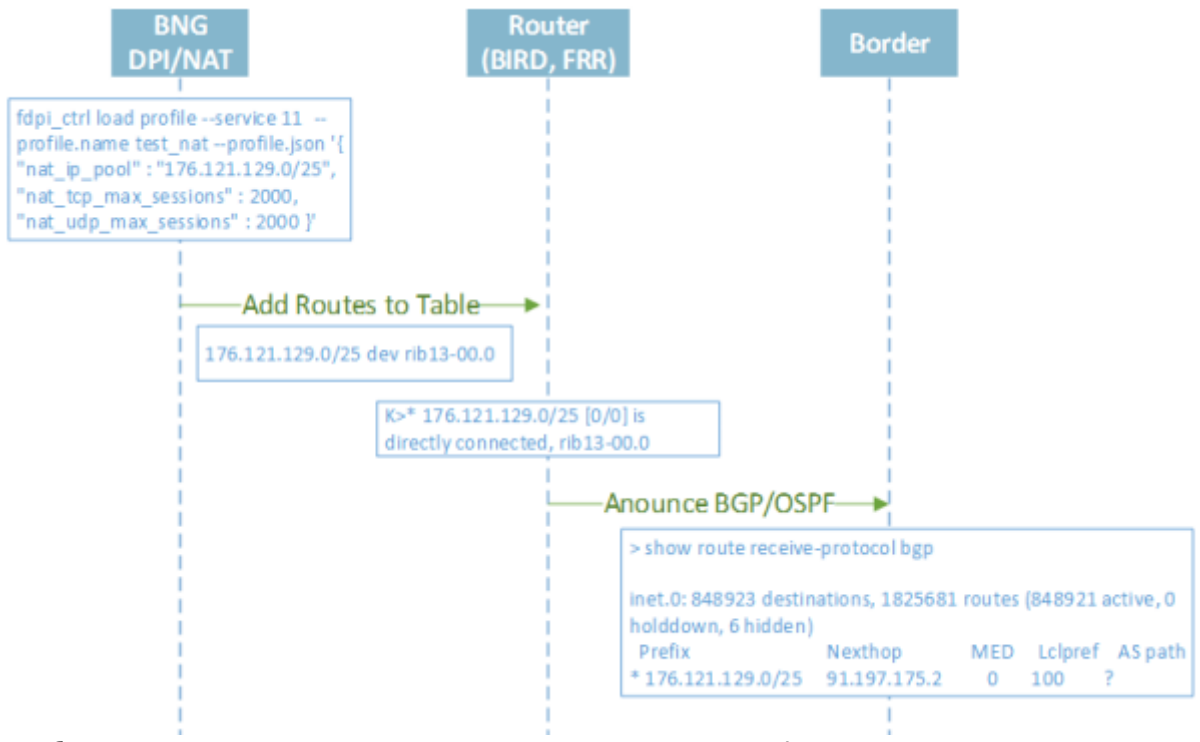 BNG
DPI/NAT
Router
(BIRD, FRR)
Border
fdpi_ctrl load profile --service 11 --
profile.name test_nat --profile.json '{
"nat_ip_pool" : "176.121.129.0/25",
"nat_tcp_max_sessions" : 2000,
"nat_udp_max_sessions" : 2000 }'
Add Routes to Table
176.121.129.0/25 dev rib13-00.0
K>* 176.121.129.0/25 [0/0] is
directly connected, rib13-00.0
Anounce BGP/OSPF
> show route receive-protocol bgp
inet.0: 848923 destinations, 1825681 routes (848921 active, 0
holddown, 6 hidden)
Prefix Nexthop MED Lclpref AS path
* 176.121.129.0/25 91.197.175.2 0 100 ?